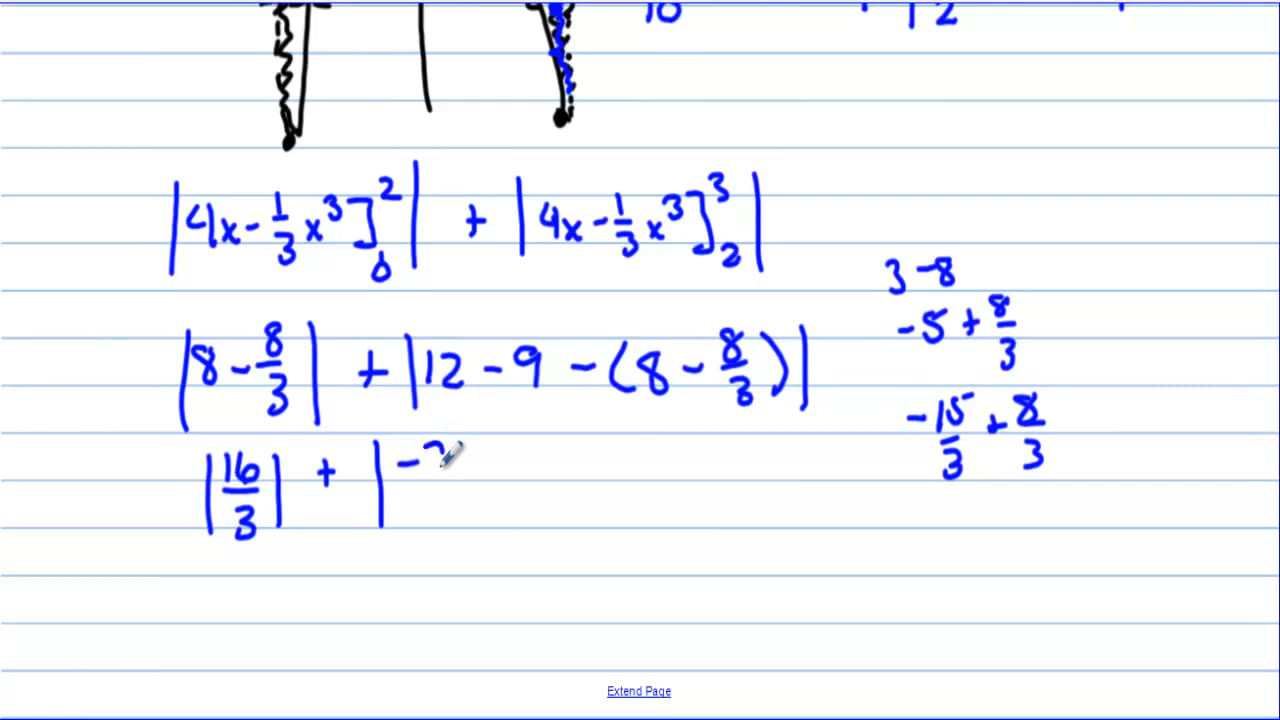 10 12
|4x - 1/3 x³]₀²| + |4x - 1/3 x³]₂³|
3 - 8
-5 + 8/3
|8 - 8/3| + |12 - 9 - (8 - 8/3)|
-15/3 + 8/3
|16/3| + | -
Extend Page